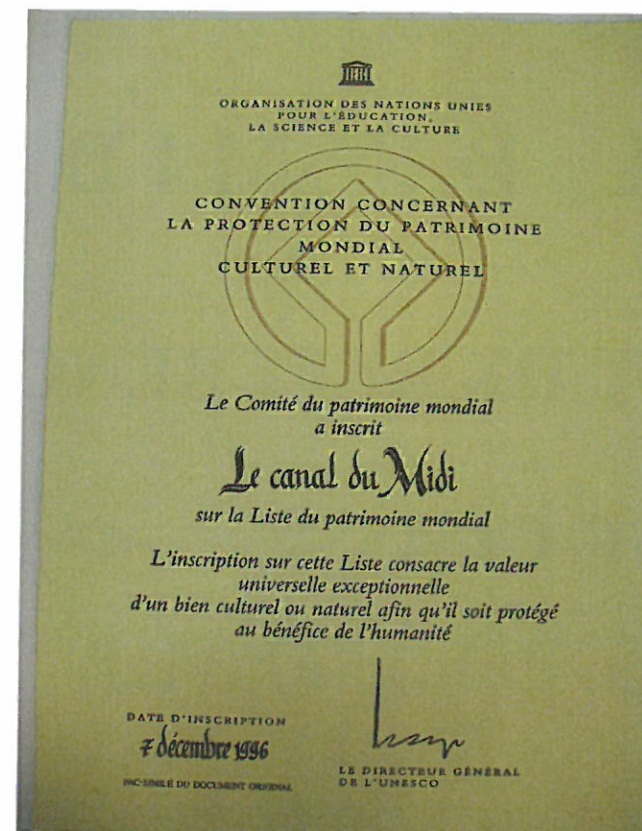 ORGANISATION DES NATIONS UNIES
POUR L'ÉDUCATION,
LA SCIENCE ET LA CULTURE
CONVENTION CONCERNANT
LA PROTECTION DU PATRIMOINE
MONDIAL
CULTUREL ET NATUREL
Le Comité du patrimoine mondial
a inscrit
Le canal du Midi
sur la Liste du patrimoine mondial
L'inscription sur cette Liste consacre la valeur
universelle exceptionnelle
d'un bien culturel ou naturel afin qu'il soit protégé
au bénéfice de l'humanité
DATE D'INSCRIPTION
7 décembre 1996
FAC-SIMILÉ DU DOCUMENT ORIGINAL
LE DIRECTEUR GÉNÉRAL
DE L'UNESCO